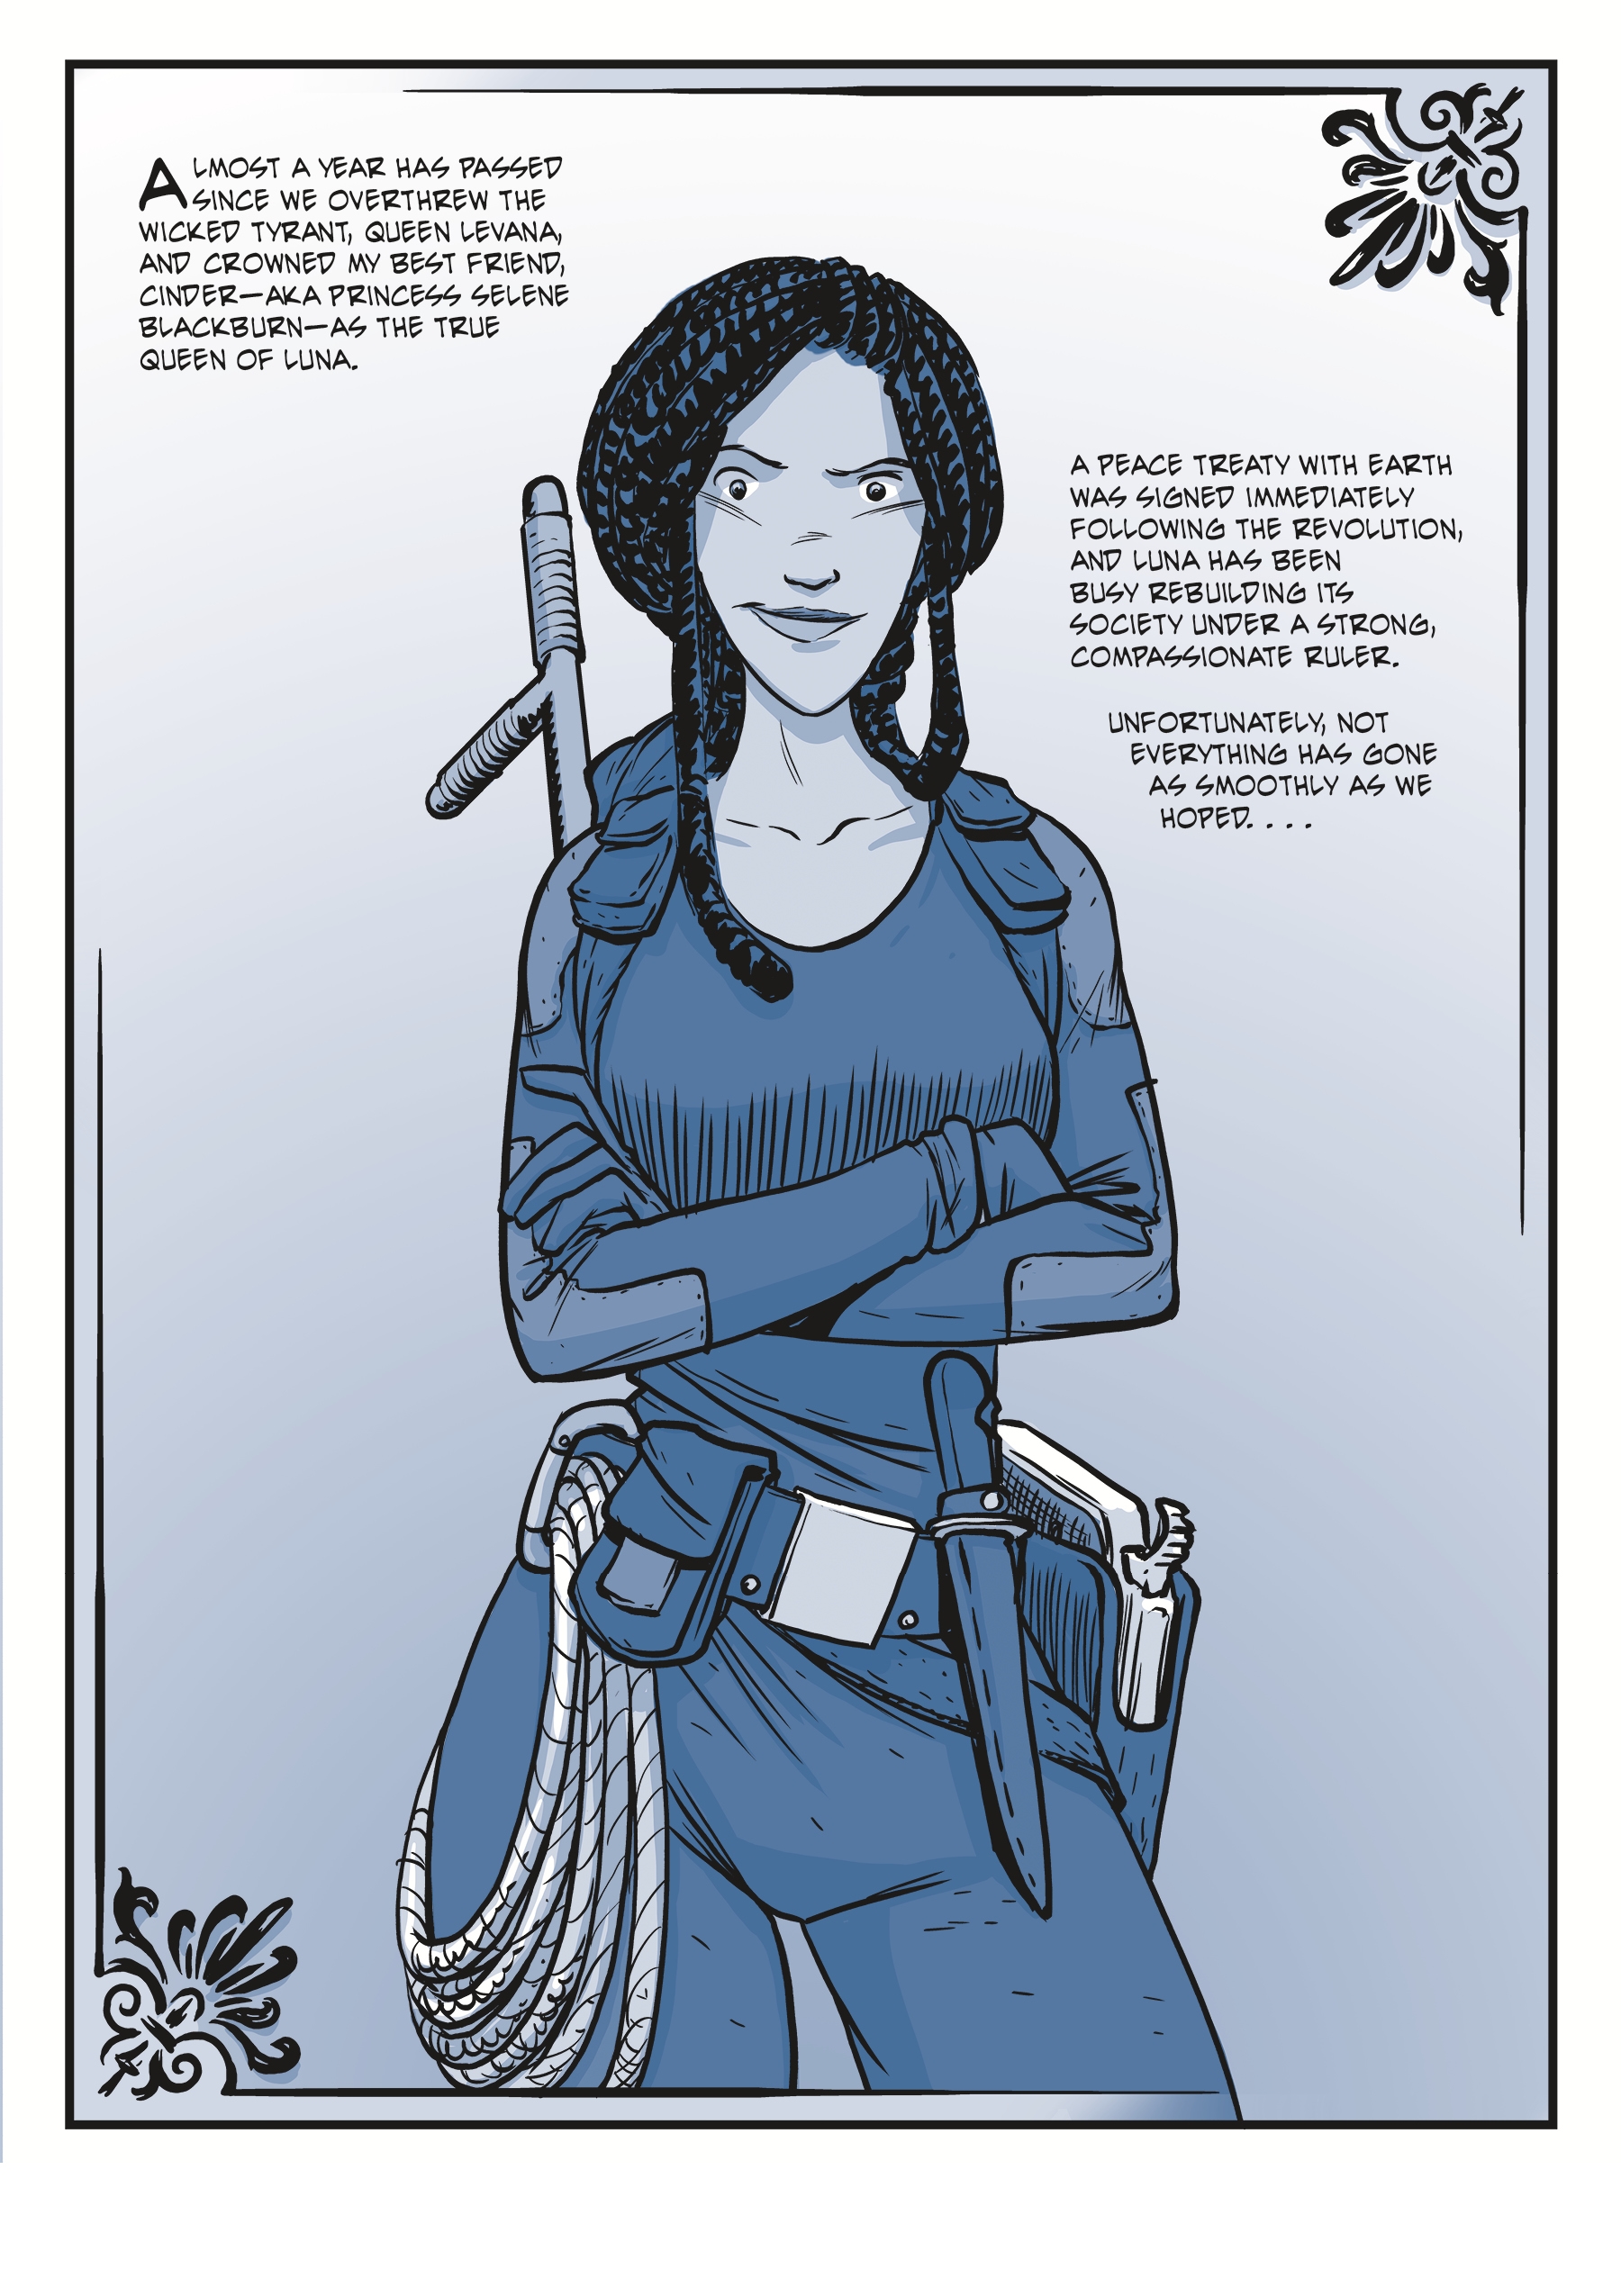 ALMOST A YEAR HAS PASSED
SINCE WE OVERTHREW THE
WICKED TYRANT, QUEEN LEVANA,
AND CROWNED MY BEST FRIEND,
CINDER—AKA PRINCESS SELENE
BLACKBURN—AS THE TRUE
QUEEN OF LUNA.
A PEACE TREATY WITH EARTH
WAS SIGNED IMMEDIATELY
FOLLOWING THE REVOLUTION,
AND LUNA HAS BEEN
BUSY REBUILDING ITS
SOCIETY UNDER A STRONG,
COMPASSIONATE RULER.
UNFORTUNATELY, NOT
EVERYTHING HAS GONE
AS SMOOTHLY AS WE
HOPED. . . .